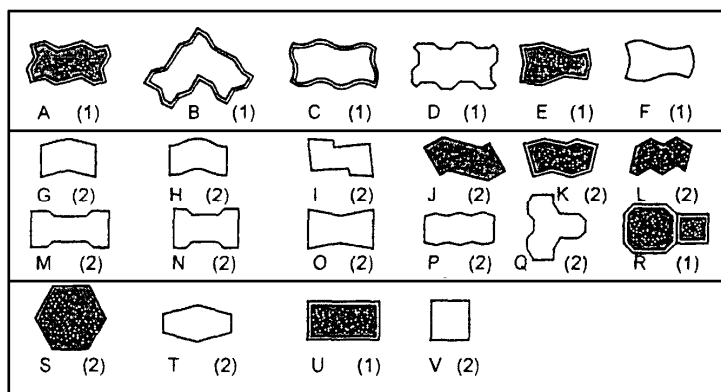 A (1) B (1) C (1) D (1) E (1) F (1)
G (2) H (2) I (2) J (2) K (2) L (2)
M (2) N (2) O (2) P (2) Q (2) R (1)
S (2) T (2) U (1) V (2)